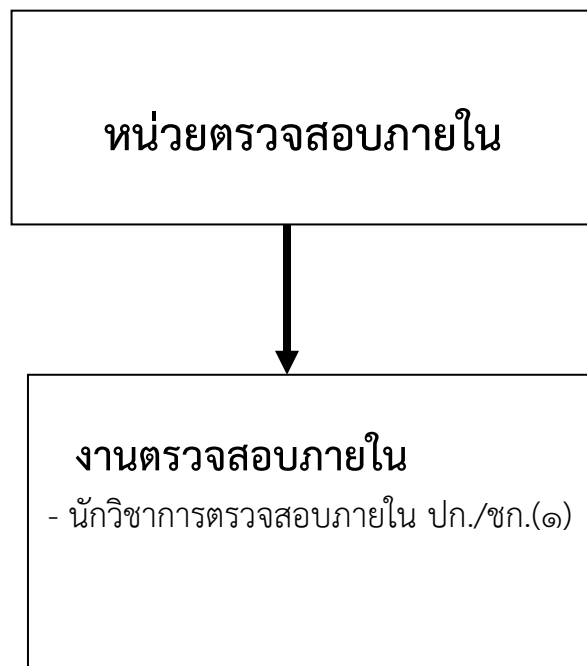 หน่วยตรวจสอบภายใน
งานตรวจสอบภายใน
- นักวิชาการตรวจสอบภายใน ปก./ชก.(๑)